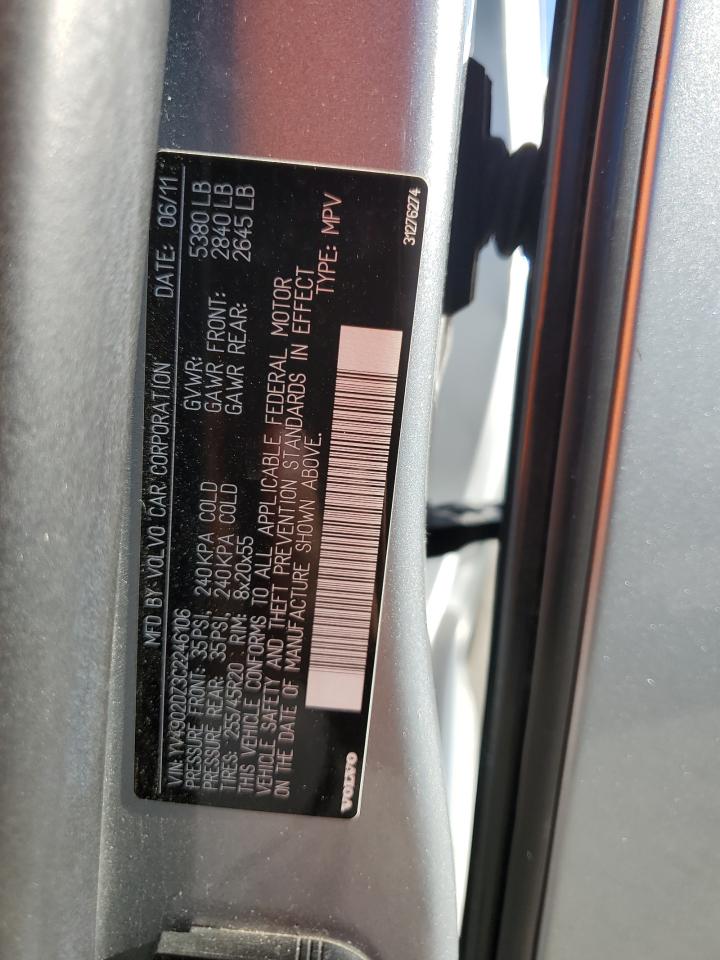 MFD BY VOLVO CAR CORPORATION DATE: 06/11
VIN: YV4902DZ3C2246106
PRESSURE FRONT: 35PSI, 240KPA COLD GVWR: 5380 LB
PRESSURE REAR: 35PSI, 240KPA COLD GAWR FRONT: 2840 LB
TIRES: 255/45R20 RIM: 8x20x55 GAWR REAR: 2645 LB
THIS VEHICLE CONFORMS TO ALL APPLICABLE FEDERAL MOTOR
VEHICLE SAFETY AND THEFT PREVENTION STANDARDS IN EFFECT
ON THE DATE OF MANUFACTURE SHOWN ABOVE. TYPE: MPV
VOLVO 31276274